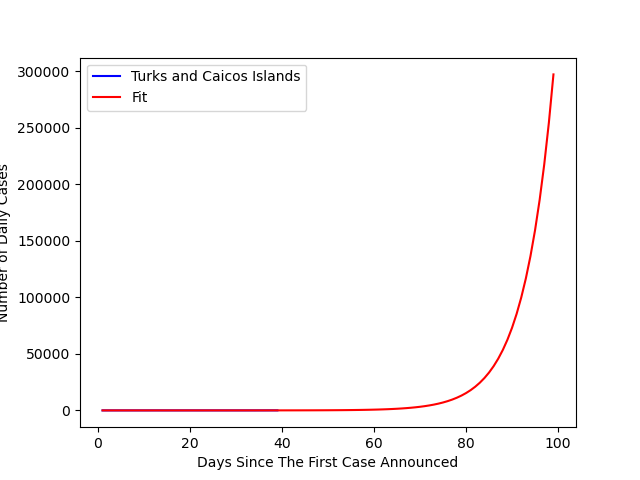 Turks and Caicos Islands
Fit
300000
250000
200000
150000
100000
50000
0
Number of Daily Cases
0 20 40 60 80 100
Days Since The First Case Announced